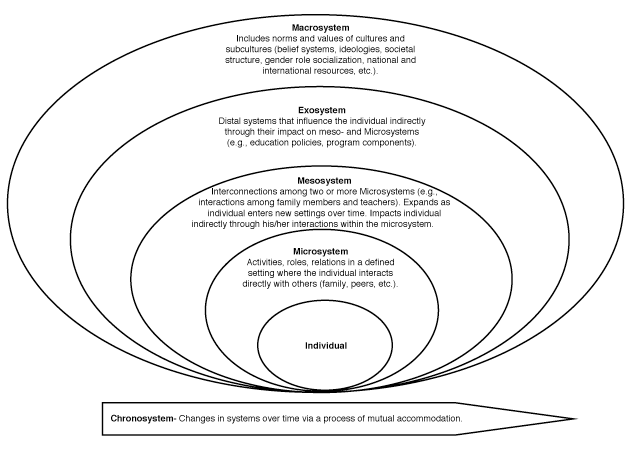 Macrosystem
Includes norms and values of cultures and
subcultures (belief systems, ideologies, societal
structure, gender role socialization, national and
international resources, etc.).
Exosystem
Distal systems that influence the individual indirectly
through their impact on meso- and Microsystems
(e.g., education policies, program components).
Mesosystem
Interconnections among two or more Microsystems (e.g.,
interactions among family members and teachers). Expands as
individual enters new settings over time. Impacts individual
indirectly through his/her interactions within the microsystem.
Microsystem
Activities, roles, relations in a defined
setting where the individual interacts
directly with others (family, peers, etc.).
Individual
Chronosystem- Changes in systems over time via a process of mutual accommodation.